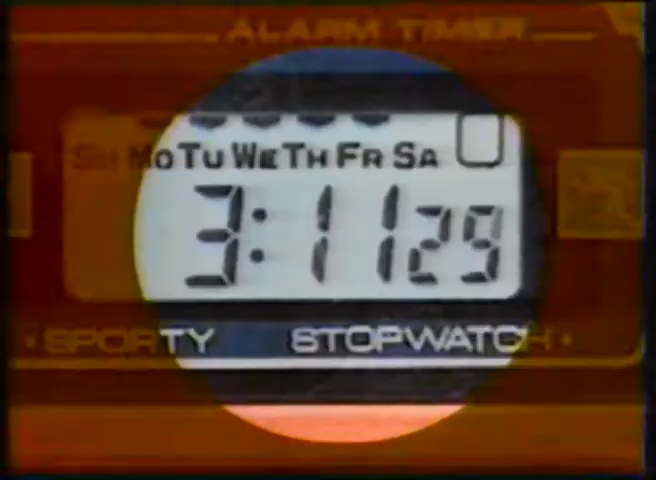 ALARM TIMER
SU MO TU WE TH FR SA
3:11 29
SPORTY STOPWATCH